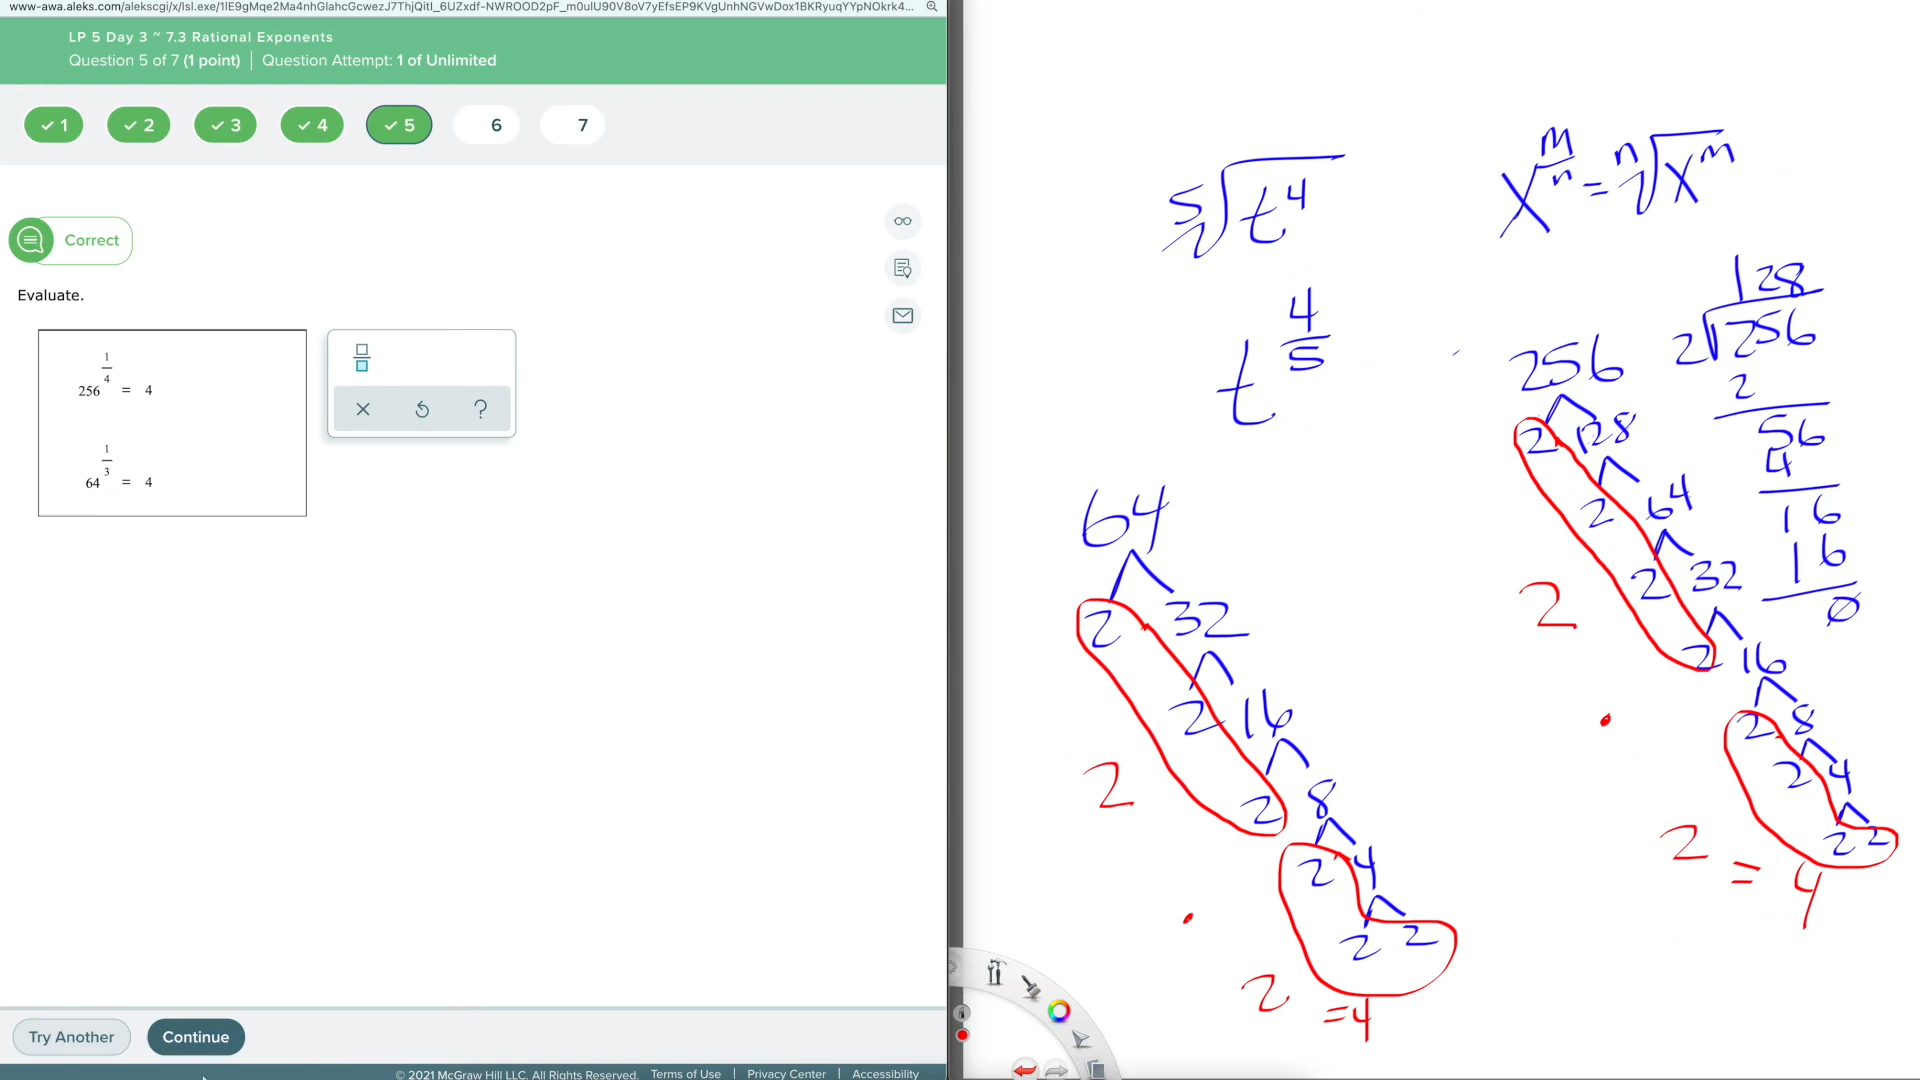 www-awa.aleks.com/alekscgi/x/Isl.exe/1
LP 5 Day 3 ~ 7.3 Rational Exponents
Question 5 of 7 (1 point) | Question Attempt: 1 of Unlimited
✓ 1 ✓ 2 ✓ 3 ✓ 4 ✓ 5 6 7
Correct
Evaluate.
256^(1/4) = 4
64^(1/3) = 4
× ?
Try Another Continue
© 2021 McGraw Hill LLC. All Rights Reserved. Terms of Use | Privacy Center | Accessibility
⁵√t⁴
x^(m/n) = ⁿ√x^m
t^(4/5)
128
2√256
2
56
4
16
16
0
256
2 128
2 64
2 32
2 16
2 8
2 4
2 2
2
2 = 4
64
2 32
2 16
2 8
2 4
2 2
2
2 = 4